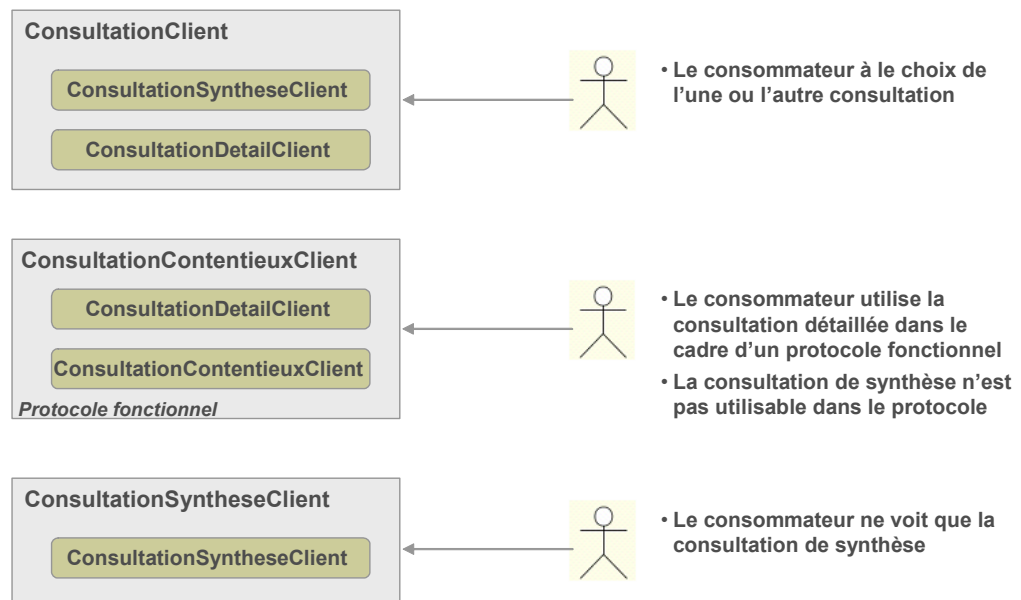 ConsultationClient
ConsultationSyntheseClient
ConsultationDetailClient
• Le consommateur à le choix de
l'une ou l'autre consultation
ConsultationContentieuxClient
ConsultationDetailClient
ConsultationContentieuxClient
Protocole fonctionnel
• Le consommateur utilise la
consultation détaillée dans le
cadre d'un protocole fonctionnel
• La consultation de synthèse n'est
pas utilisable dans le protocole
ConsultationSyntheseClient
ConsultationSyntheseClient
• Le consommateur ne voit que la
consultation de synthèse